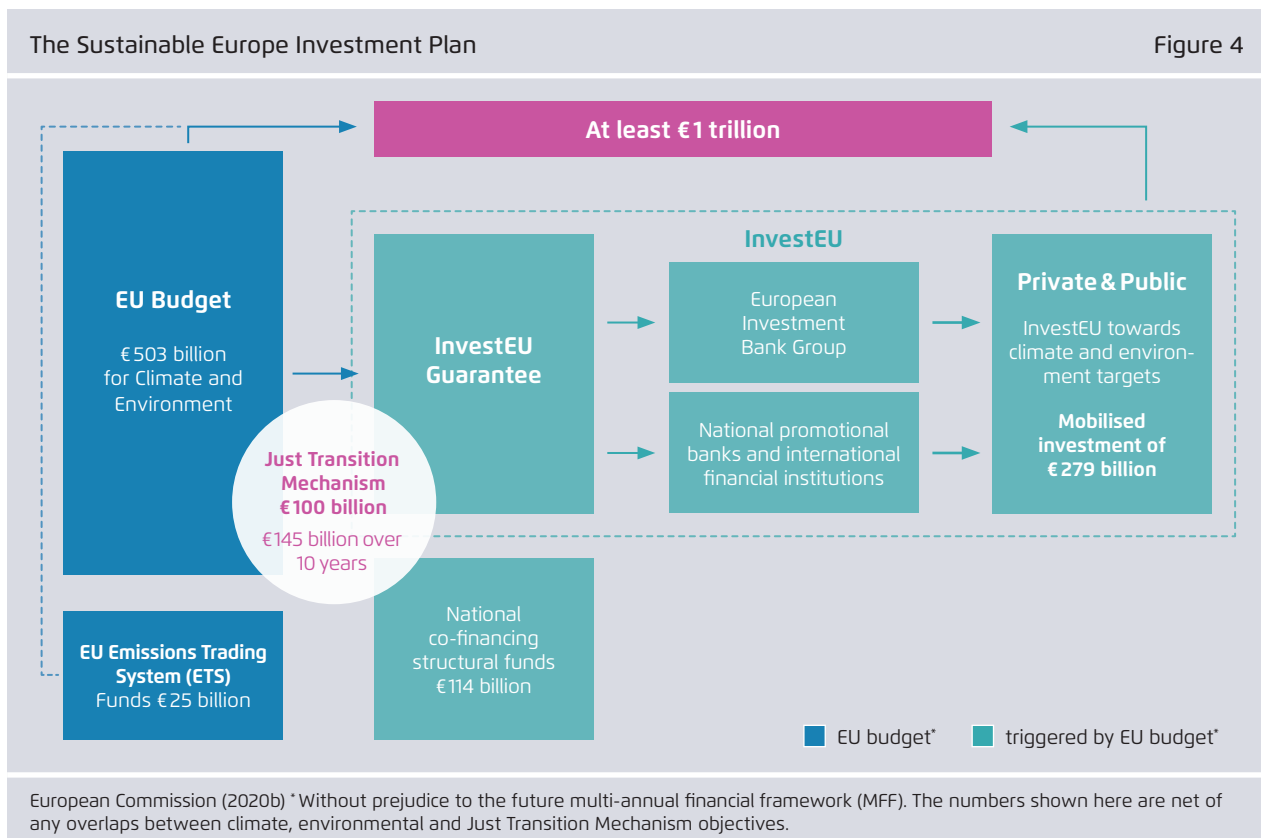 The Sustainable Europe Investment Plan
Figure 4
At least €1 trillion
EU Budget
€503 billion
for Climate and
Environment
InvestEU
Guarantee
InvestEU
European
Investment
Bank Group
National promotional
banks and international
financial institutions
Private & Public
InvestEU towards
climate and environ-
ment targets
Mobilised
investment of
€279 billion
Just Transition
Mechanism
€100 billion
€145 billion over
10 years
EU Emissions Trading
System (ETS)
Funds €25 billion
National
co-financing
structural funds
€114 billion
EU budget*
triggered by EU budget*
European Commission (2020b) * Without prejudice to the future multi-annual financial framework (MFF). The numbers shown here are net of
any overlaps between climate, environmental and Just Transition Mechanism objectives.